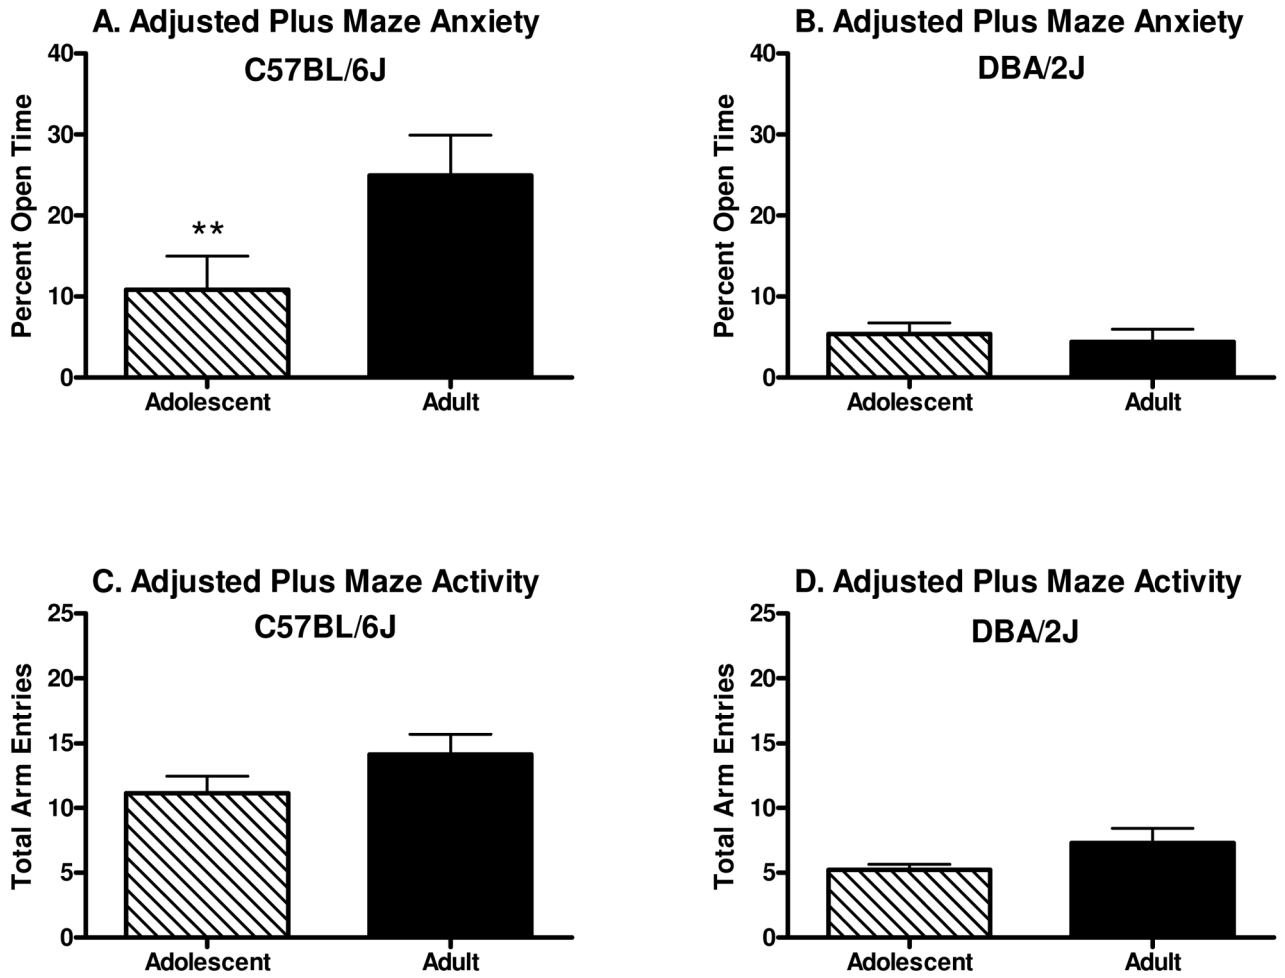 A. Adjusted Plus Maze Anxiety
C57BL/6J
Percent Open Time
40
30
20
10
0
**
Adolescent
Adult
B. Adjusted Plus Maze Anxiety
DBA/2J
Percent Open Time
40
30
20
10
0
Adolescent
Adult
C. Adjusted Plus Maze Activity
C57BL/6J
Total Arm Entries
25
20
15
10
5
0
Adolescent
Adult
D. Adjusted Plus Maze Activity
DBA/2J
Total Arm Entries
25
20
15
10
5
0
Adolescent
Adult